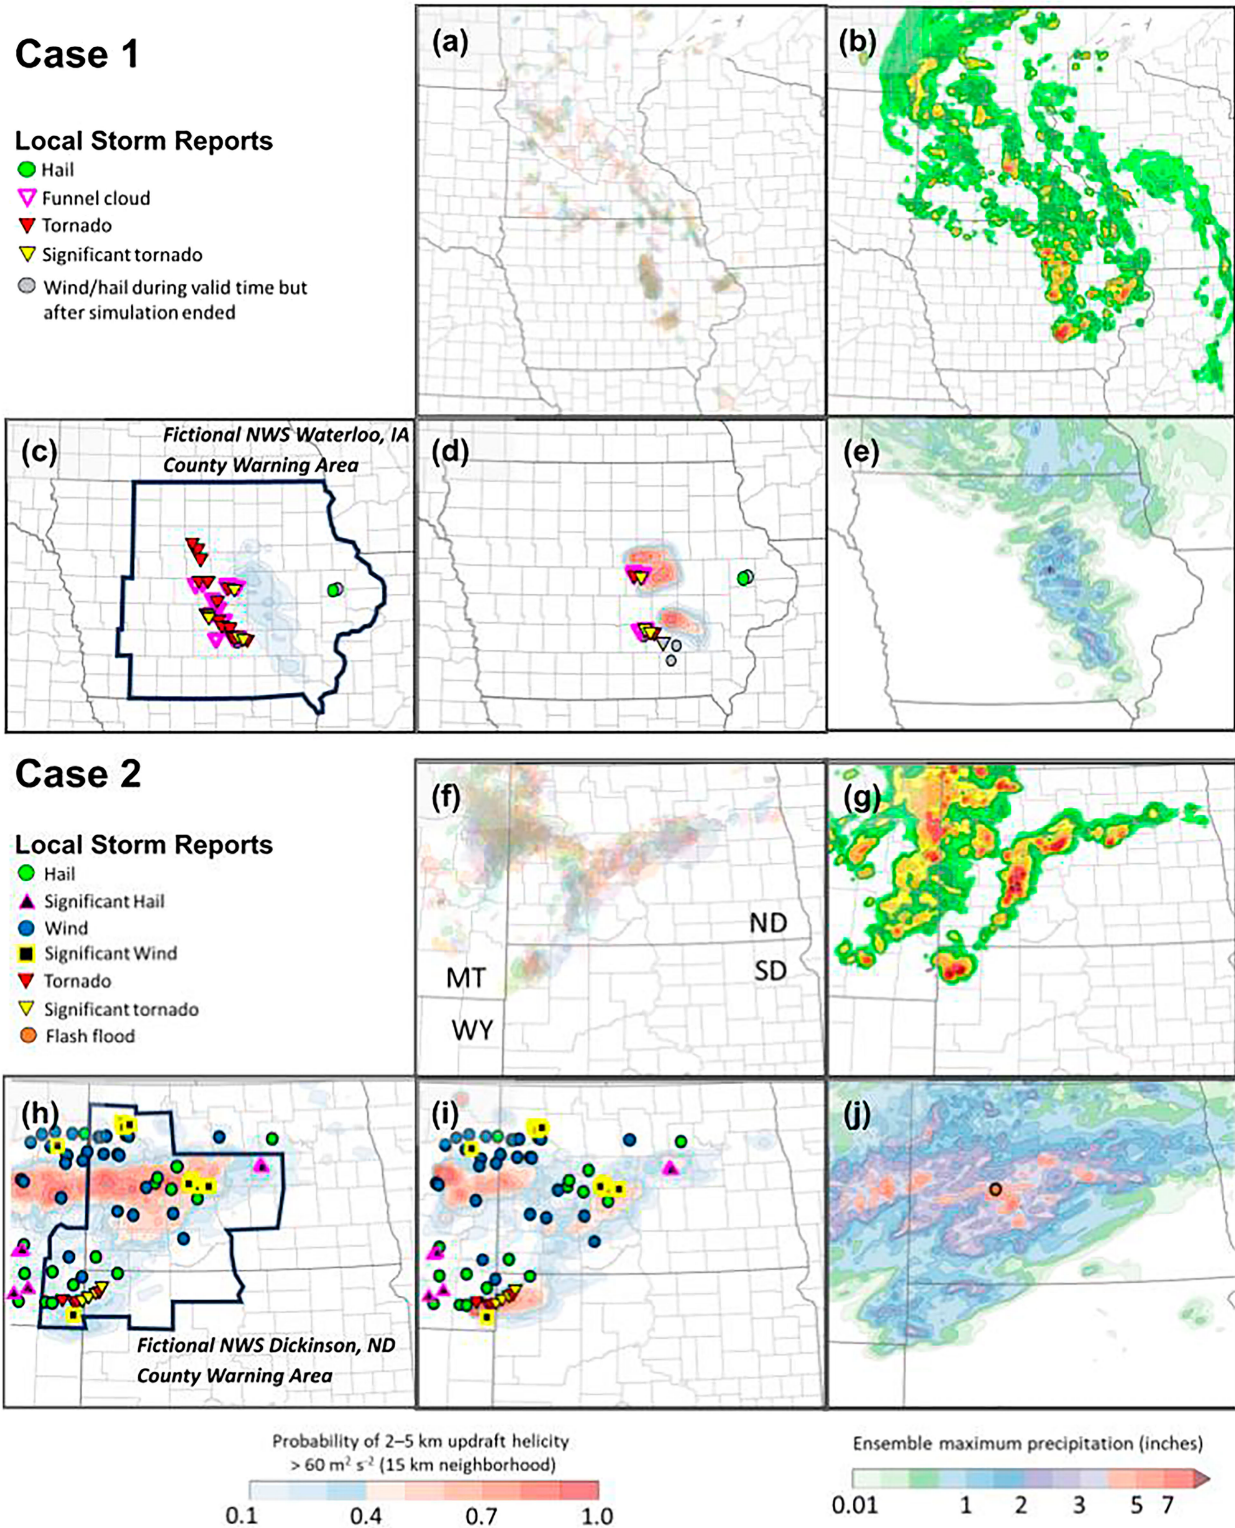 Case 1
Local Storm Reports
Hail
Funnel cloud
Tornado
Significant tornado
Wind/hail during valid time but
after simulation ended
(a)
(b)
(c)
Fictional NWS Waterloo, IA
County Warning Area
(d)
(e)
Case 2
Local Storm Reports
Hail
Significant Hail
Wind
Significant Wind
Tornado
Significant tornado
Flash flood
(f)
ND
SD
MT
WY
(g)
(h)
Fictional NWS Dickinson, ND
County Warning Area
(i)
(j)
Probability of 2–5 km updraft helicity
> 60 m² s⁻² (15 km neighborhood)
0.1 0.4 0.7 1.0
Ensemble maximum precipitation (inches)
0.01 1 2 3 5 7